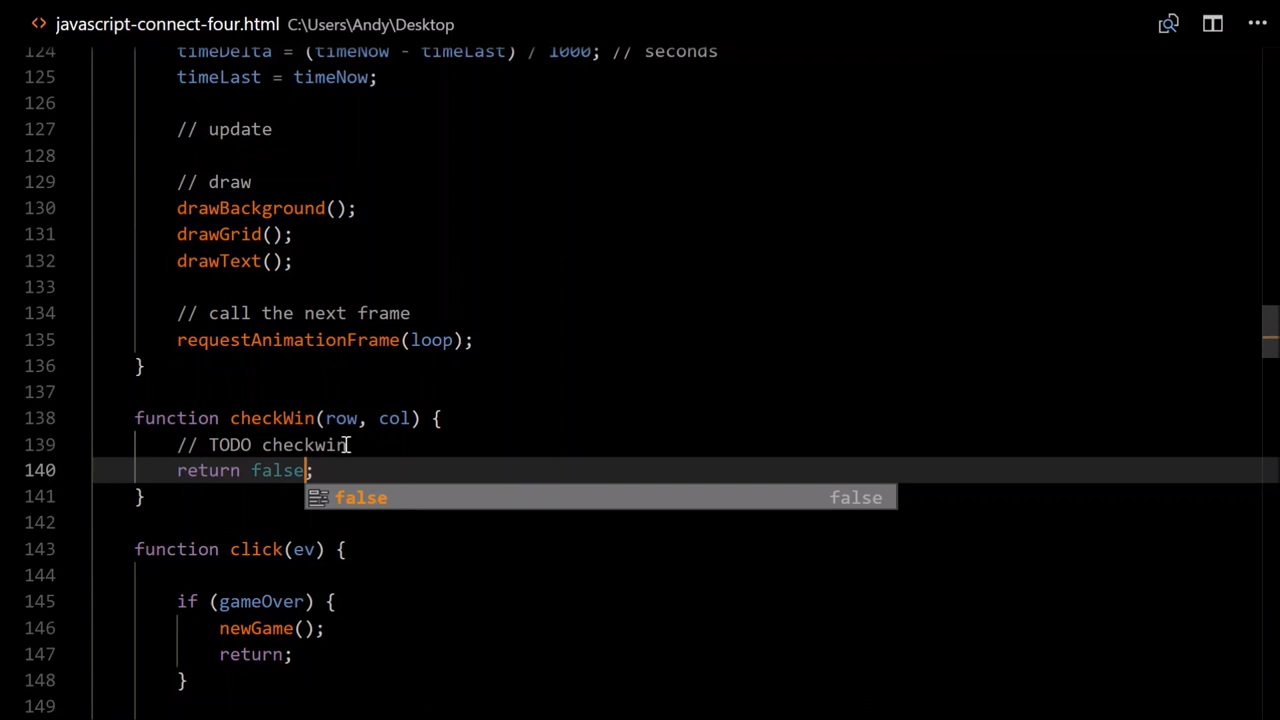 javascript-connect-four.html C:\Users\Andy\Desktop
124 timeDelta = (timeNow - timeLast) / 1000; // seconds
125 timeLast = timeNow;
126
127 // update
128
129 // draw
130 drawBackground();
131 drawGrid();
132 drawText();
133
134 // call the next frame
135 requestAnimationFrame(loop);
136 }
137
138 function checkWin(row, col) {
139 // TODO checkwin
140 return false;
141 }
false false
142
143 function click(ev) {
144
145 if (gameOver) {
146 newGame();
147 return;
148 }
149